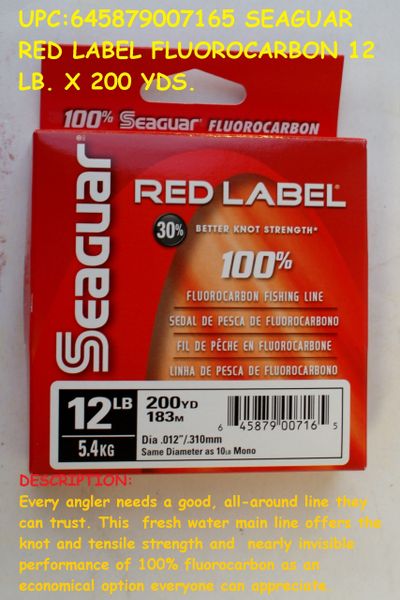 UPC:645879007165 SEAGUAR
RED LABEL FLUOROCARBON 12
LB. X 200 YDS.
100% Seaguar FLUOROCARBON
Seaguar
RED LABEL®
30% BETTER KNOT STRENGTH*
100%
FLUOROCARBON FISHING LINE
SEDAL DE PESCA DE FLUOROCARBONO
FIL DE PÊCHE EN FLUOROCARBONE
LINHA DE PESCA DE FLUOROCARBONO
12LB
5.4KG
200YD
183M
Dia .012"/.310mm
Same Diameter as 10LB Mono
6 45879 00716 5
DESCRIPTION:
Every angler needs a good, all-around line they
can trust. This fresh water main line offers the
knot and tensile strength and nearly invisible
performance of 100% fluorocarbon as an
economical option everyone can appreciate.